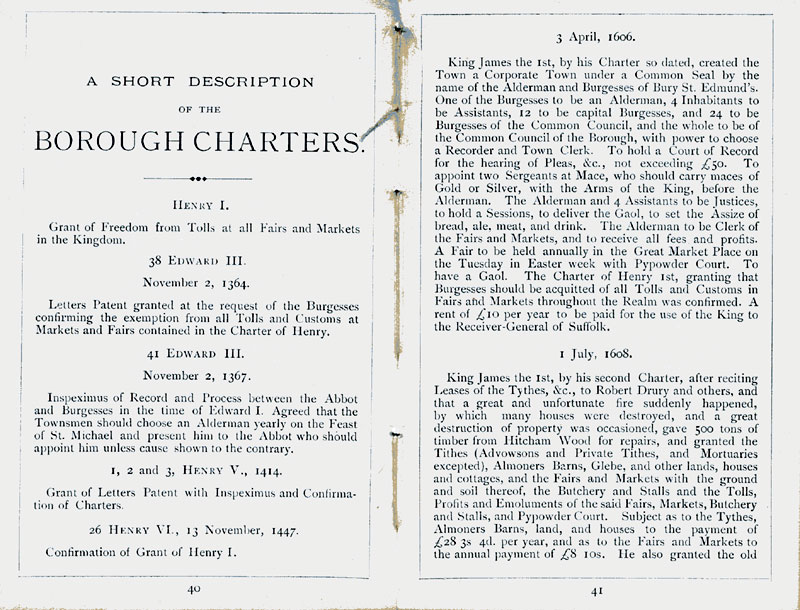 A SHORT DESCRIPTION
OF THE
BOROUGH CHARTERS.
HENRY I.
Grant of Freedom from Tolls at all Fairs and Markets
in the Kingdom.
38 EDWARD III.
November 2, 1364.
Letters Patent granted at the request of the Burgesses
confirming the exemption from all Tolls and Customs at
Markets and Fairs contained in the Charter of Henry.
41 EDWARD III.
November 2, 1367.
Inspeximus of Record and Process between the Abbot
and Burgesses in the time of Edward I. Agreed that the
Townsmen should choose an Alderman yearly on the Feast
of St. Michael and present him to the Abbot who should
appoint him unless cause shown to the contrary.
1, 2 and 3, HENRY V., 1414.
Grant of Letters Patent with Inspeximus and Confirma-
tion of Charters.
26 HENRY VI., 13 November, 1447.
Confirmation of Grant of Henry I.
40
3 April, 1606.
King James the 1st, by his Charter so dated, created the
Town a Corporate Town under a Common Seal by the
name of the Alderman and Burgesses of Bury St. Edmund's.
One of the Burgesses to be an Alderman, 4 Inhabitants to
be Assistants, 12 to be capital Burgesses, and 24 to be
Burgesses of the Common Council, and the whole to be of
the Common Council of the Borough, with power to choose
a Recorder and Town Clerk. To hold a Court of Record
for the hearing of Pleas, &c., not exceeding £50. To
appoint two Sergeants at Mace, who should carry maces of
Gold or Silver, with the Arms of the King, before the
Alderman. The Alderman and 4 Assistants to be Justices,
to hold a Sessions, to deliver the Gaol, to set the Assize of
bread, ale, meat, and drink. The Alderman to be Clerk of
the Fairs and Markets, and to receive all fees and profits.
A Fair to be held annually in the Great Market Place on
the Tuesday in Easter week with Pypowder Court. To
have a Gaol. The Charter of Henry 1st, granting that
Burgesses should be acquitted of all Tolls and Customs in
Fairs and Markets throughout the Realm was confirmed. A
rent of £10 per year to be paid for the use of the King to
the Receiver-General of Suffolk.
1 July, 1608.
King James the 1st, by his second Charter, after reciting
Leases of the Tythes, &c., to Robert Drury and others, and
that a great and unfortunate fire suddenly happened,
by which many houses were destroyed, and a great
destruction of property was occasioned, gave 500 tons of
timber from Hitcham Wood for repairs, and granted the
Tithes (Advowsons and Private Tithes, and Mortuaries
excepted), Almoners Barns, Glebe, and other lands, houses
and cottages, and the Fairs and Markets with the ground
and soil thereof, the Butchery and Stalls and the Tolls,
Profits and Emoluments of the said Fairs, Markets, Butchery
and Stalls, and Pypowder Court. Subject as to the Tythes,
Almoners Barns, land, and houses to the payment of
£28 3s 4d. per year, and as to the Fairs and Markets to
the annual payment of £8 10s. He also granted the old
41